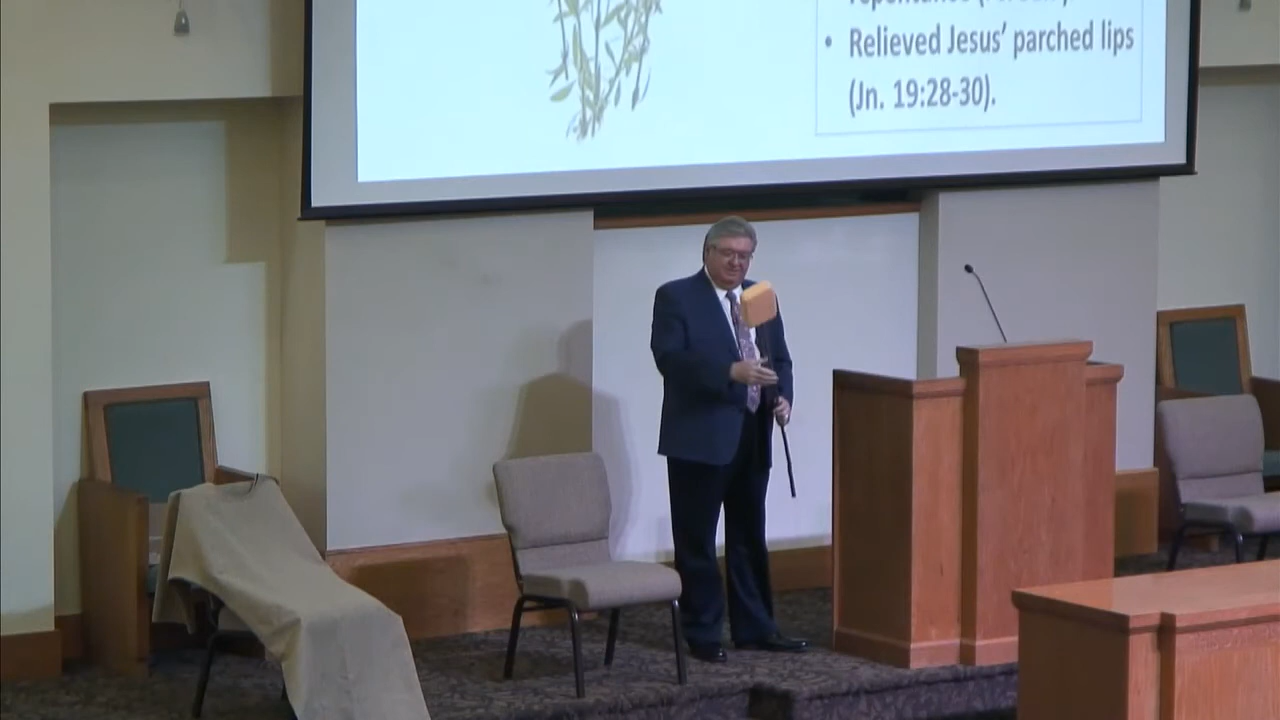 • Relieved Jesus’ parched lips
(Jn. 19:28-30).